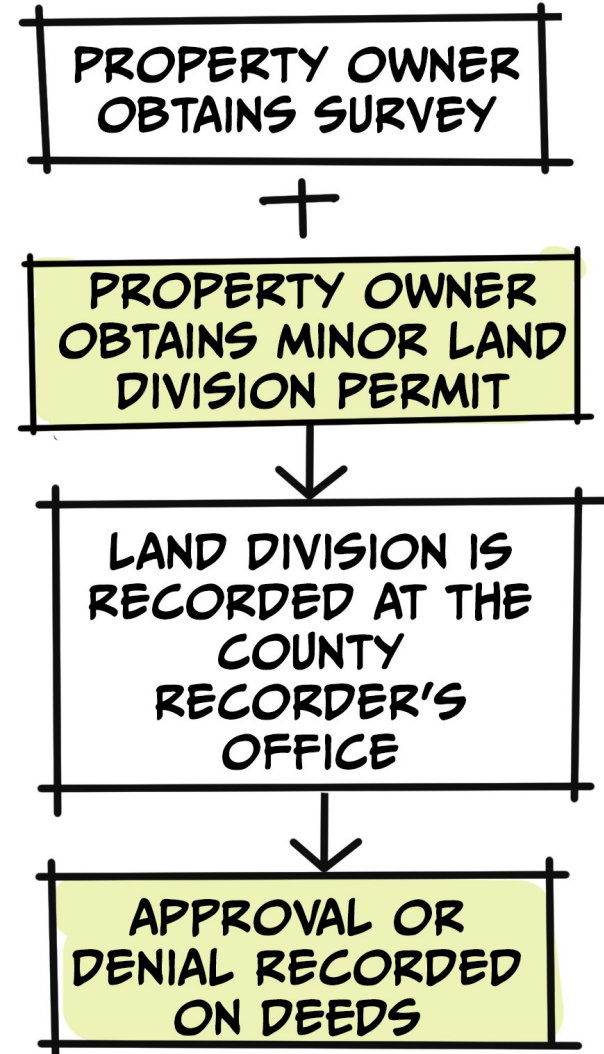 PROPERTY OWNER
OBTAINS SURVEY
+
PROPERTY OWNER
OBTAINS MINOR LAND
DIVISION PERMIT
LAND DIVISION IS
RECORDED AT THE
COUNTY
RECORDER'S
OFFICE
APPROVAL OR
DENIAL RECORDED
ON DEEDS